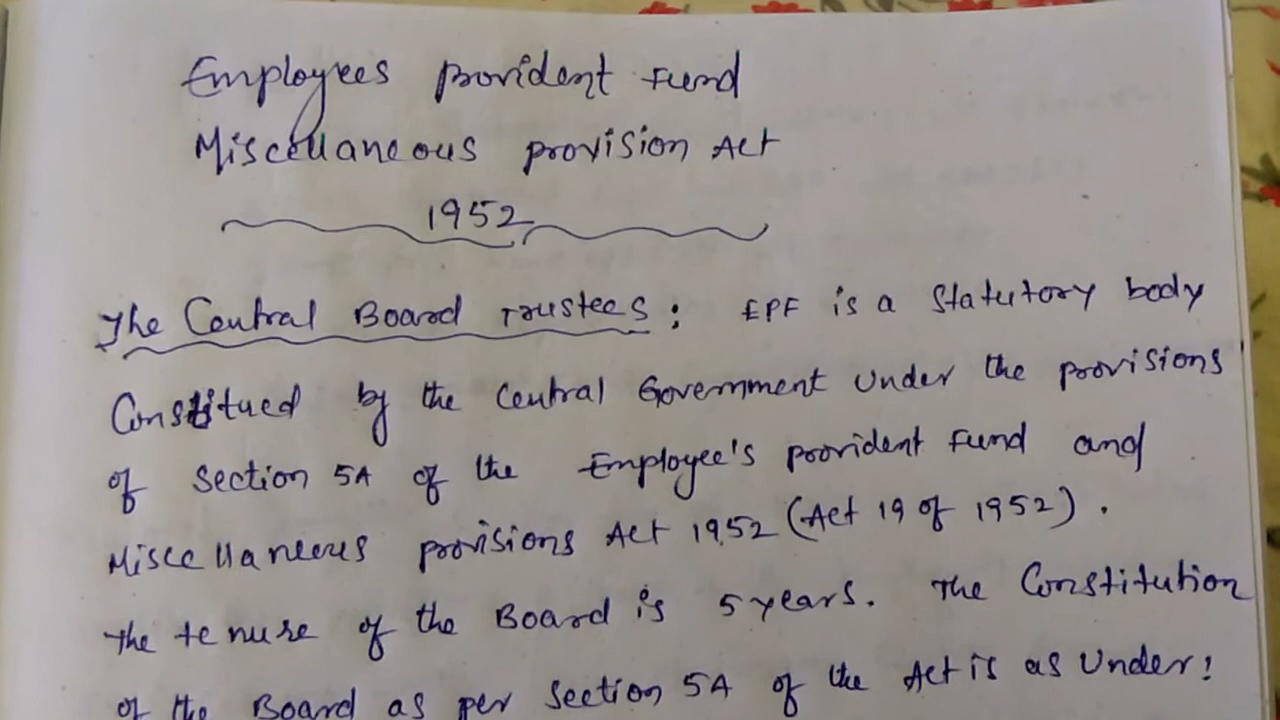 Employees provident Fund
Miscellaneous provision Act
1952
The Central Board Trustees : EPF is a Statutory body
Constitued by the Central Government under the provisions
of Section 5A of the Employee's provident Fund and
Miscellaneous provisions Act 1952 (Act 19 of 1952) .
The tenure of the Board is 5 years. The Constitution
of the Board as per Section 5A of the Act is as under :